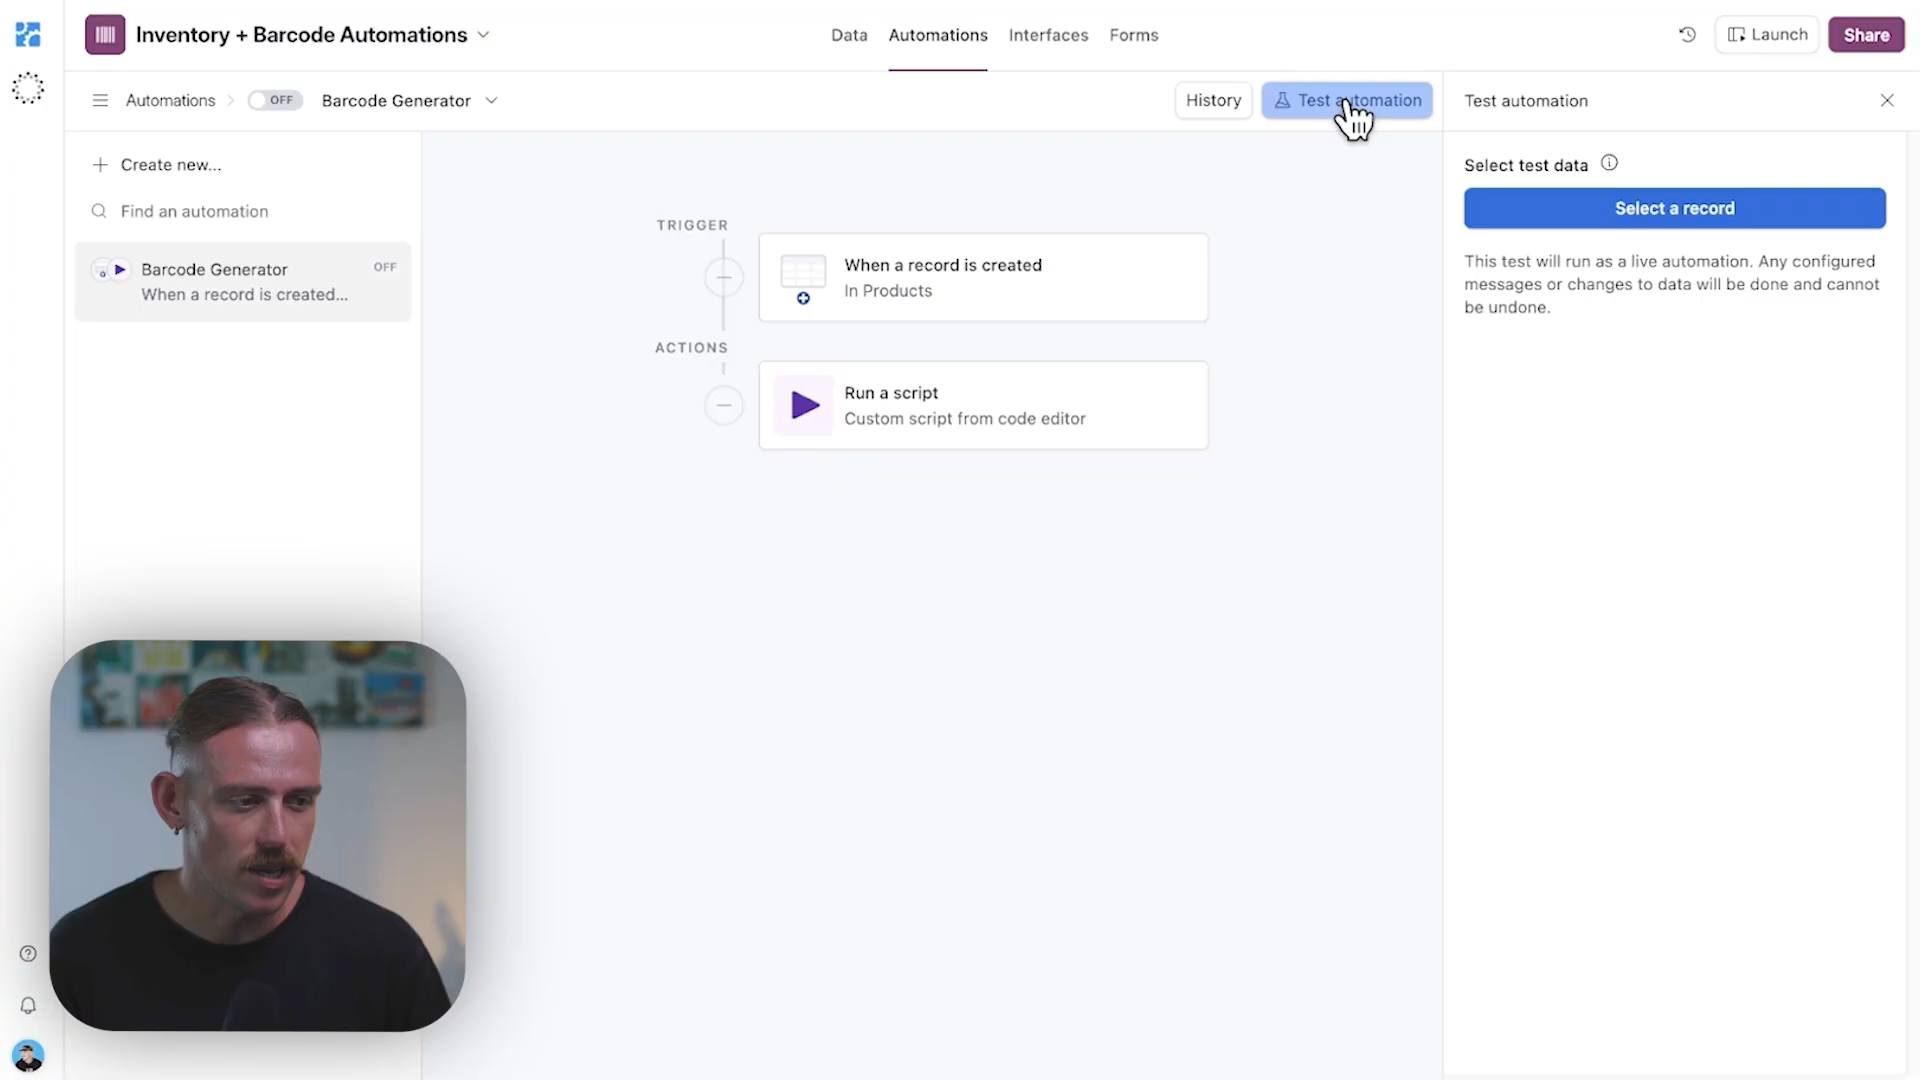 Inventory + Barcode Automations
Data
Automations
Interfaces
Forms
Launch
Share
Automations
OFF
Barcode Generator
History
Test automation
Test automation
Create new...
Find an automation
Barcode Generator
OFF
When a record is created...
TRIGGER
When a record is created
In Products
ACTIONS
Run a script
Custom script from code editor
Select test data
Select a record
This test will run as a live automation. Any configured
messages or changes to data will be done and cannot
be undone.